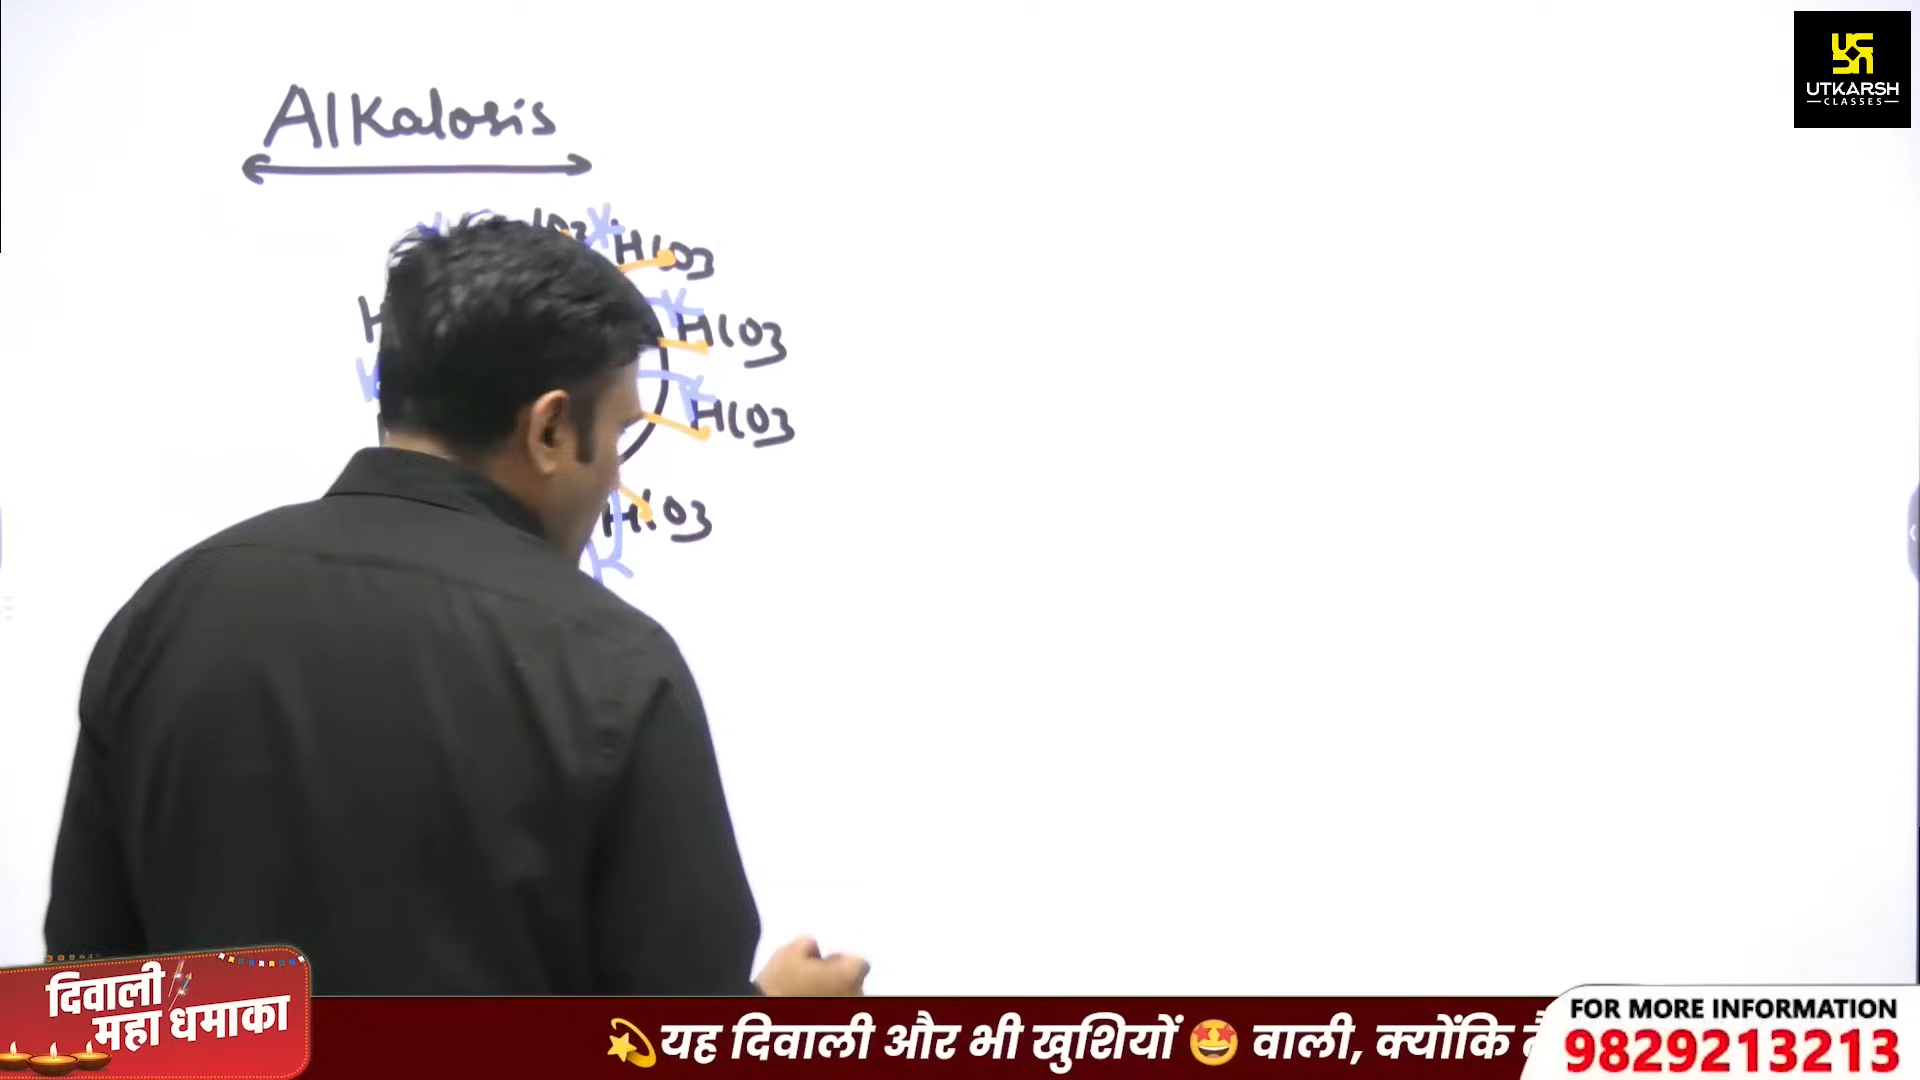 UTKARSH
CLASSES
Alkalosis
HCO3
HCO3
HCO3
HCO3
दिवाली
महा धमाका
यह दिवाली और भी खुशियों वाली, क्योंकि
FOR MORE INFORMATION
9829213213